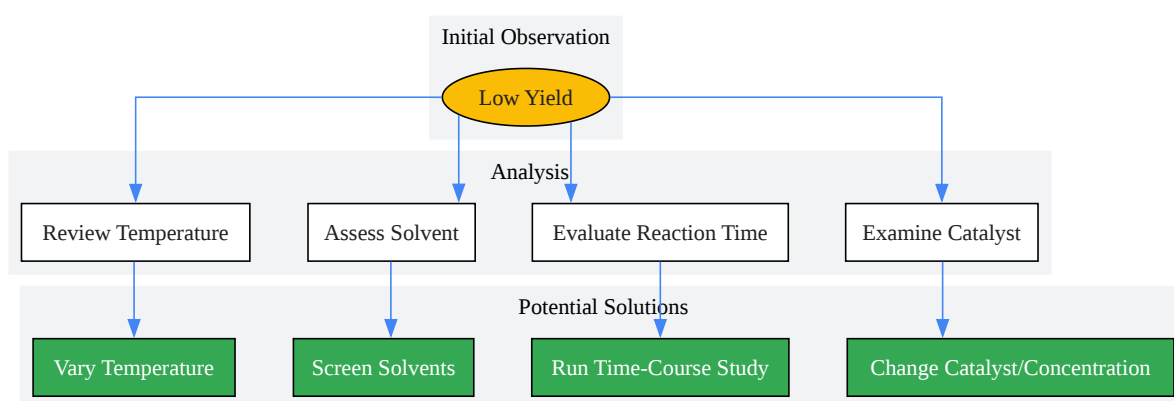 Initial Observation
Low Yield
Analysis
Review Temperature
Assess Solvent
Evaluate Reaction Time
Examine Catalyst
Potential Solutions
Vary Temperature
Screen Solvents
Run Time-Course Study
Change Catalyst/Concentration